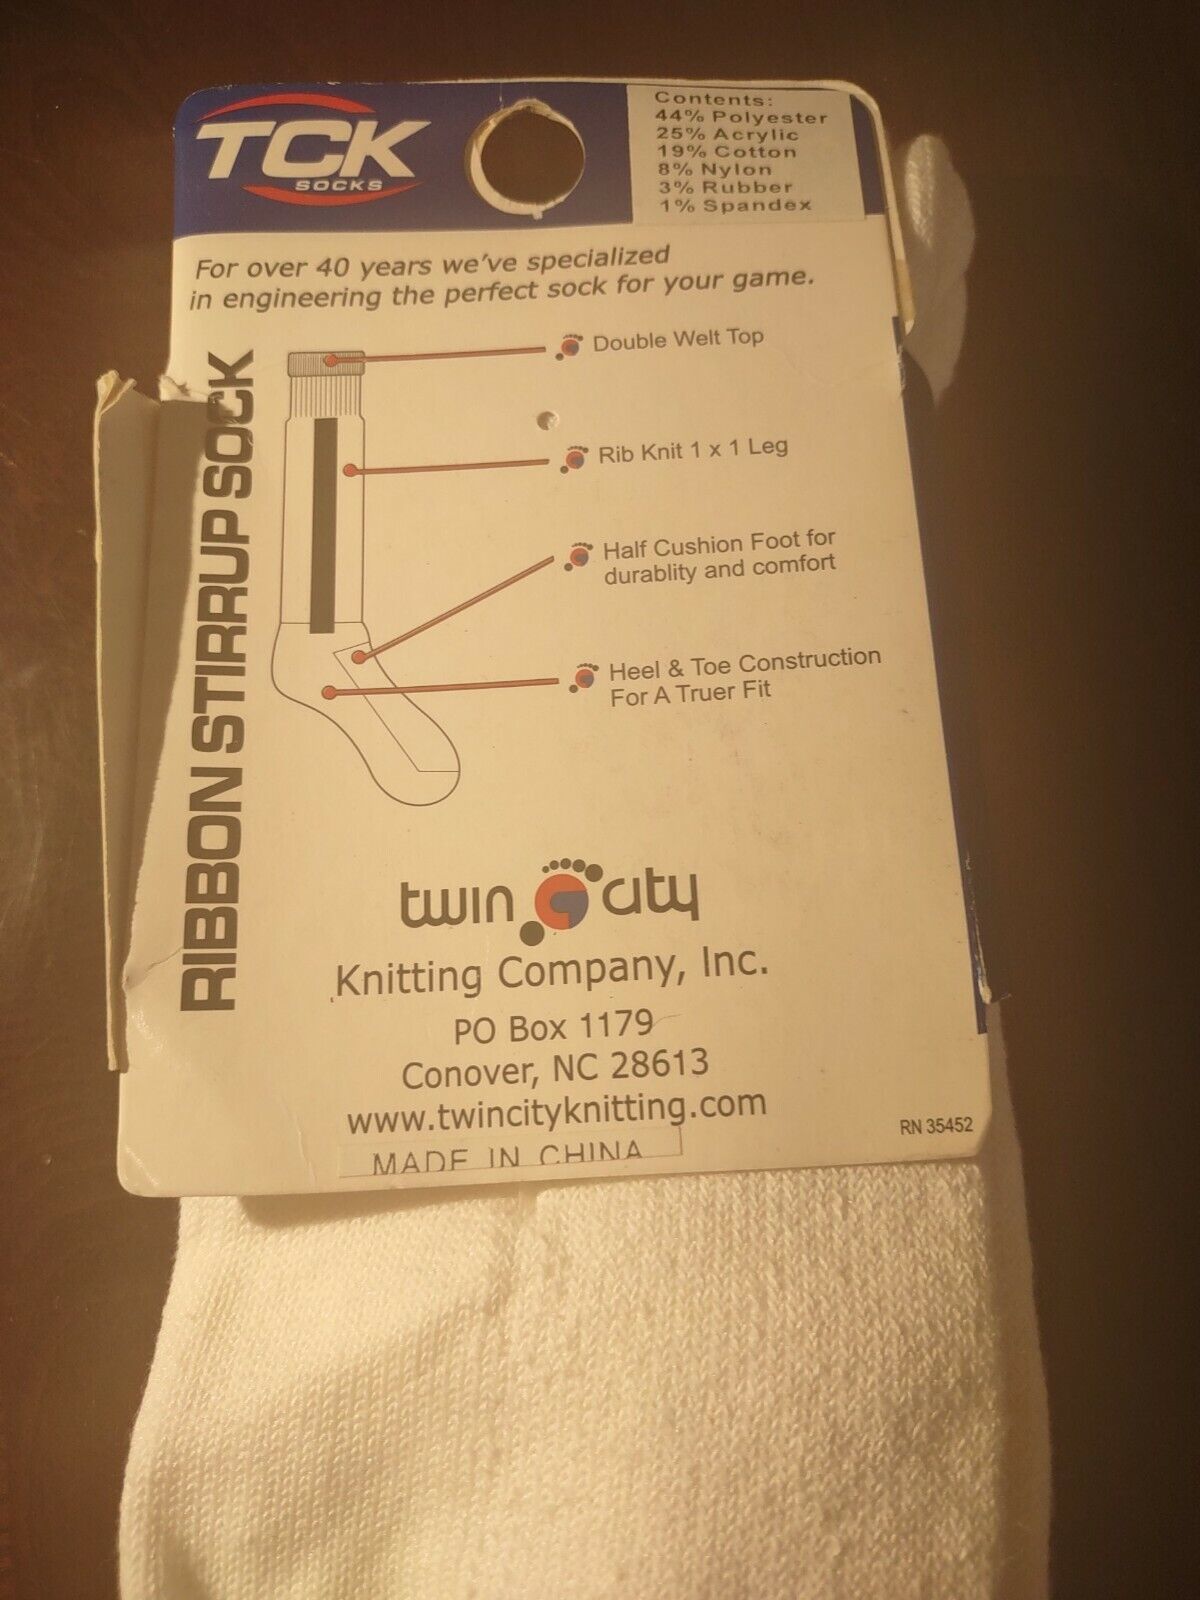 TCK
SOCKS
Contents:
44% Polyester
25% Acrylic
19% Cotton
8% Nylon
3% Rubber
1% Spandex
For over 40 years we've specialized
in engineering the perfect sock for your game.
RIBBON STIRRUP SOCK
Double Welt Top
Rib Knit 1 x 1 Leg
Half Cushion Foot for
durablity and comfort
Heel & Toe Construction
For A Truer Fit
twin city
Knitting Company, Inc.
PO Box 1179
Conover, NC 28613
www.twincityknitting.com
RN 35452
MADE IN CHINA